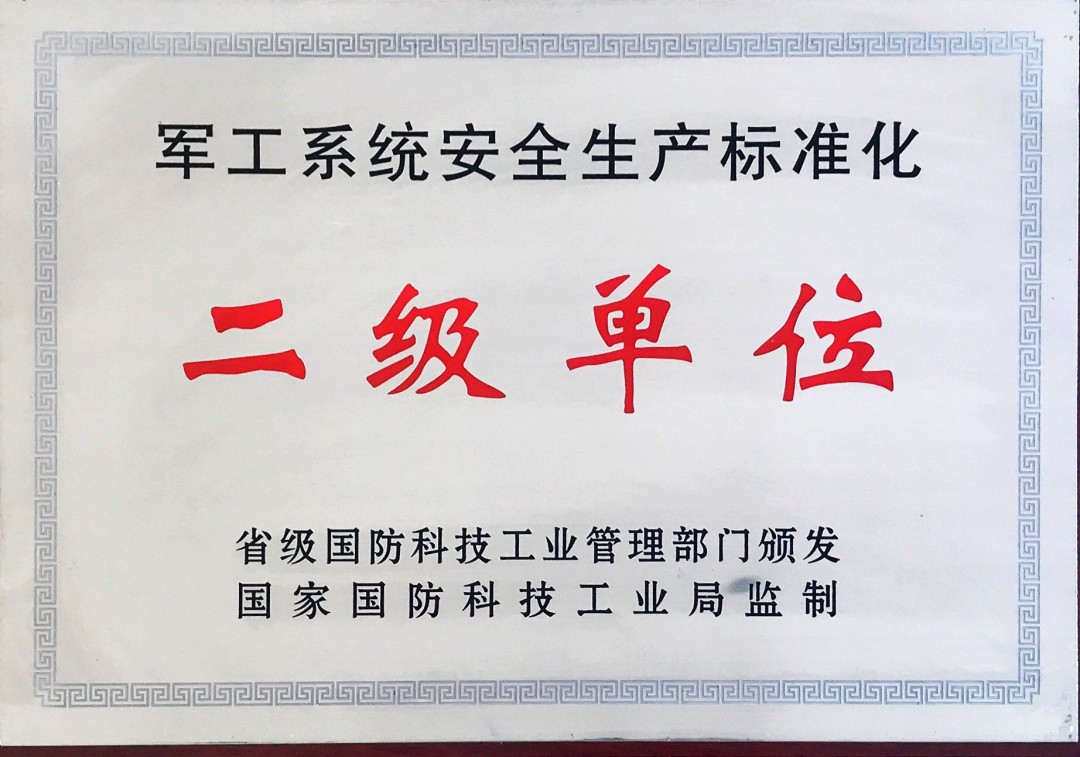 军工系统安全生产标准化
二级单位
省级国防科技工业管理部门颁发
国家国防科技工业局监制